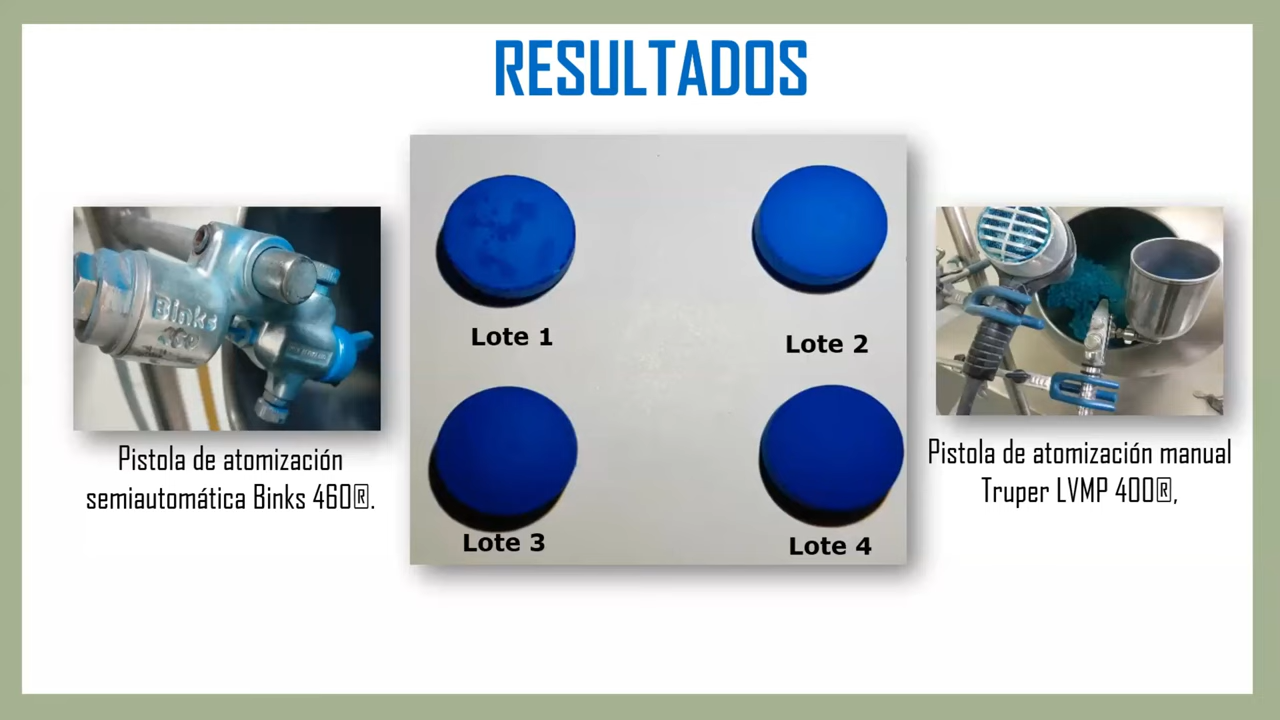 RESULTADOS
Binks
460
Pistola de atomización
semiautomática Binks 460®.
Lote 1
Lote 2
Lote 3
Lote 4
Pistola de atomización manual
Truper LVMP 400®,